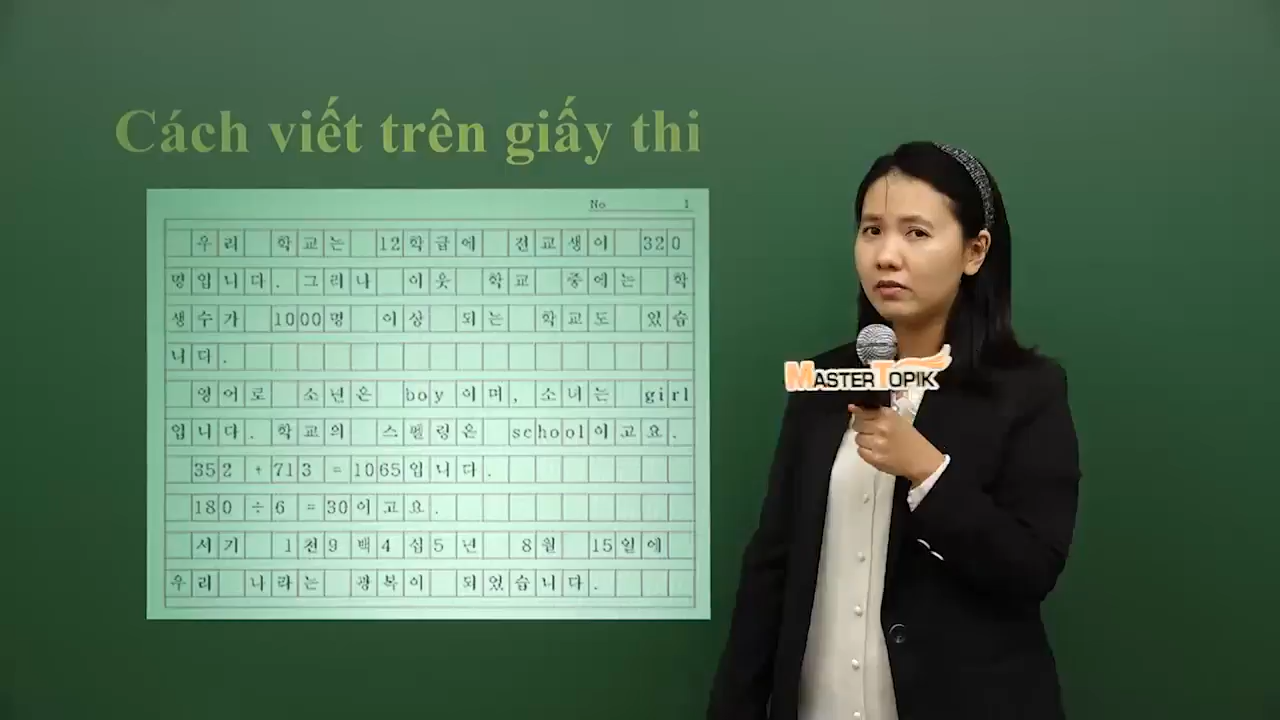 Cách viết trên giấy thi
No 1
우리 학교는 12학급에 전교생이 320
명입니다. 그러나 이웃 학교 중에는 학
생수가 1000명 이상 되는 학교도 있습
니다.
영어로 소년은 boy이며, 소녀는 girl
입니다. 학교의 스펠링은 school이고요.
352 + 713 = 1065입니다.
180 ÷ 6 = 30이고요.
서기 1천9백4십5년 8월 15일에
우리 나라는 광복이 되었습니다.
MASTERTOPIK